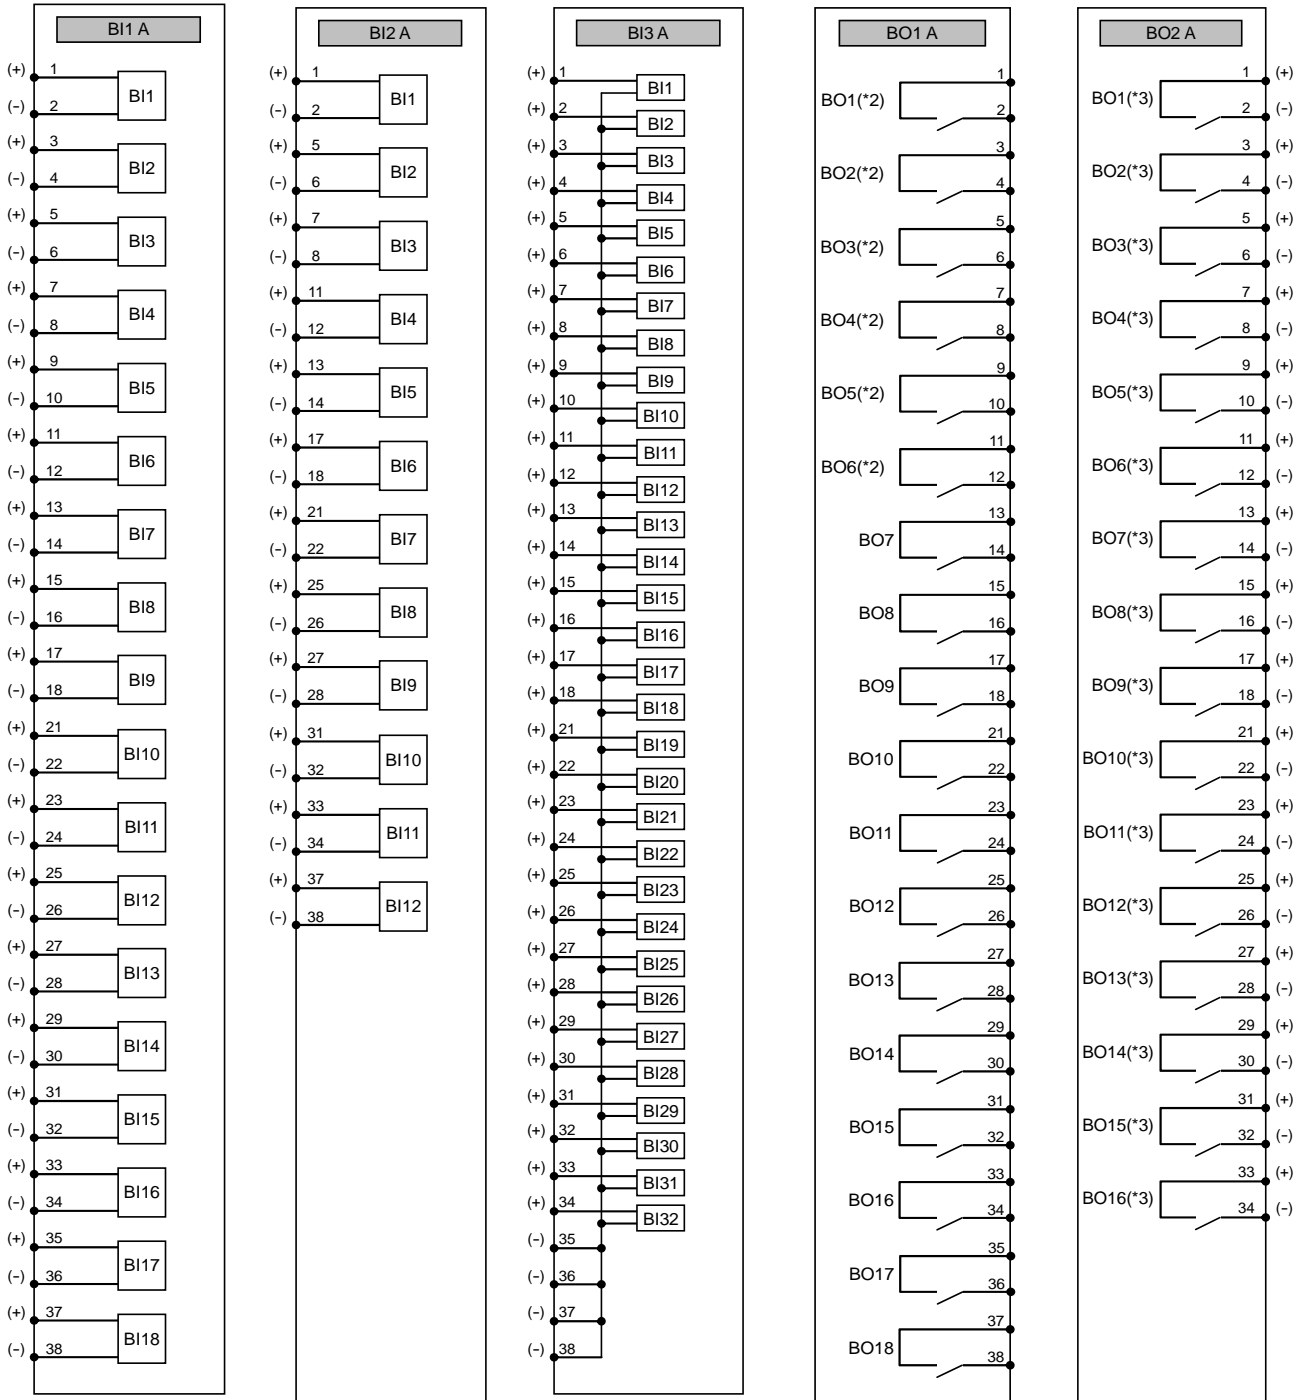 BI1 A
(+) 1
BI1
(-) 2
(+) 3
BI2
(-) 4
(+) 5
BI3
(-) 6
(+) 7
BI4
(-) 8
(+) 9
BI5
(-) 10
(+) 11
BI6
(-) 12
(+) 13
BI7
(-) 14
(+) 15
BI8
(-) 16
(+) 17
BI9
(-) 18
(+) 21
BI10
(-) 22
(+) 23
BI11
(-) 24
(+) 25
BI12
(-) 26
(+) 27
BI13
(-) 28
(+) 29
BI14
(-) 30
(+) 31
BI15
(-) 32
(+) 33
BI16
(-) 34
(+) 35
BI17
(-) 36
(+) 37
BI18
(-) 38
BI2 A
(+) 1
BI1
(-) 2
(+) 5
BI2
(-) 6
(+) 7
BI3
(-) 8
(+) 11
BI4
(-) 12
(+) 13
BI5
(-) 14
(+) 17
BI6
(-) 18
(+) 21
BI7
(-) 22
(+) 25
BI8
(-) 26
(+) 27
BI9
(-) 28
(+) 31
BI10
(-) 32
(+) 33
BI11
(-) 34
(+) 37
BI12
(-) 38
BI3 A
(+) 1 BI1
(+) 2 BI2
(+) 3 BI3
(+) 4 BI4
(+) 5 BI5
(+) 6 BI6
(+) 7 BI7
(+) 8 BI8
(+) 9 BI9
(+) 10 BI10
(+) 11 BI11
(+) 12 BI12
(+) 13 BI13
(+) 14 BI14
(+) 15 BI15
(+) 16 BI16
(+) 17 BI17
(+) 18 BI18
(+) 21 BI19
(+) 22 BI20
(+) 23 BI21
(+) 24 BI22
(+) 25 BI23
(+) 26 BI24
(+) 27 BI25
(+) 28 BI26
(+) 29 BI27
(+) 30 BI28
(+) 31 BI29
(+) 32 BI30
(+) 33 BI31
(+) 34 BI32
(-) 35
(-) 36
(-) 37
(-) 38
BO1 A
1
BO1(*2)
2
3
BO2(*2)
4
5
BO3(*2)
6
7
BO4(*2)
8
9
BO5(*2)
10
11
BO6(*2)
12
13
BO7
14
15
BO8
16
17
BO9
18
21
BO10
22
23
BO11
24
25
BO12
26
27
BO13
28
29
BO14
30
31
BO15
32
33
BO16
34
35
BO17
36
37
BO18
38
BO2 A
1 (+)
BO1(*3)
2 (-)
3 (+)
BO2(*3)
4 (-)
5 (+)
BO3(*3)
6 (-)
7 (+)
BO4(*3)
8 (-)
9 (+)
BO5(*3)
10 (-)
11 (+)
BO6(*3)
12 (-)
13 (+)
BO7(*3)
14 (-)
15 (+)
BO8(*3)
16 (-)
17 (+)
BO9(*3)
18 (-)
21 (+)
BO10(*3)
22 (-)
23 (+)
BO11(*3)
24 (-)
25 (+)
BO12(*3)
26 (-)
27 (+)
BO13(*3)
28 (-)
29 (+)
BO14(*3)
30 (-)
31 (+)
BO15(*3)
32 (-)
33 (+)
BO16(*3)
34 (-)